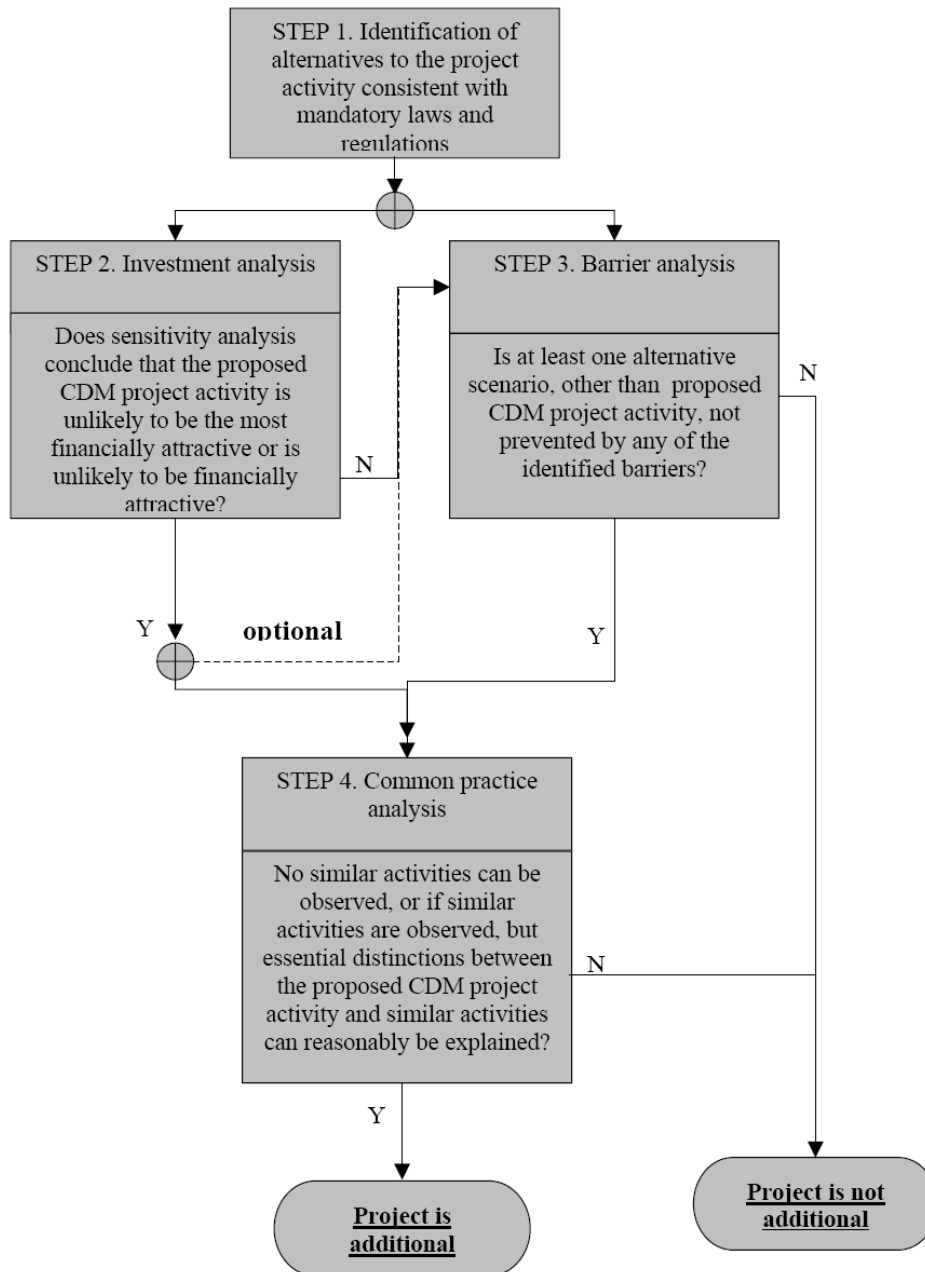 STEP 1. Identification of
alternatives to the project
activity consistent with
mandatory laws and
regulations
STEP 2. Investment analysis
Does sensitivity analysis
conclude that the proposed
CDM project activity is
unlikely to be the most
financially attractive or is
unlikely to be financially
attractive?
N
Y
optional
STEP 3. Barrier analysis
Is at least one alternative
scenario, other than proposed
CDM project activity, not
prevented by any of the
identified barriers?
N
Y
STEP 4. Common practice
analysis
No similar activities can be
observed, or if similar
activities are observed, but
essential distinctions between
the proposed CDM project
activity and similar activities
can reasonably be explained?
N
Y
Project is
additional
Project is not
additional